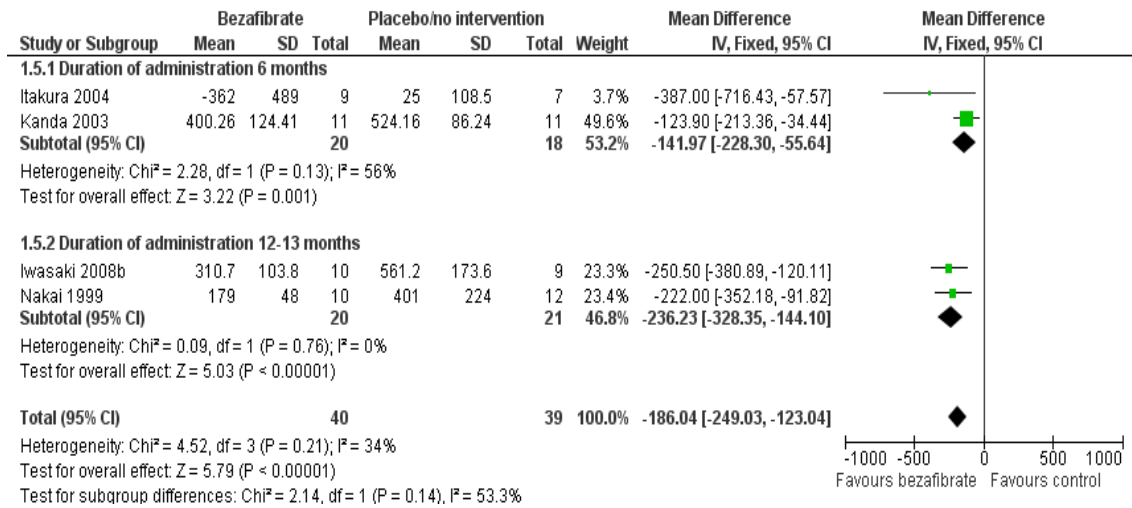 Bezafibrate Placebo/no intervention Mean Difference Mean Difference
Study or Subgroup Mean SD Total Mean SD Total Weight IV, Fixed, 95% CI IV, Fixed, 95% CI
1.5.1 Duration of administration 6 months
Itakura 2004 -362 489 9 25 108.5 7 3.7% -387.00 [-716.43, -57.57]
Kanda 2003 400.26 124.41 11 524.16 86.24 11 49.6% -123.90 [-213.36, -34.44]
Subtotal (95% CI) 20 18 53.2% -141.97 [-228.30, -55.64]
Heterogeneity: Chi² = 2.28, df = 1 (P = 0.13); I² = 56%
Test for overall effect: Z = 3.22 (P = 0.001)
1.5.2 Duration of administration 12-13 months
Iwasaki 2008b 310.7 103.8 10 561.2 173.6 9 23.3% -250.50 [-380.89, -120.11]
Nakai 1999 179 48 10 401 224 12 23.4% -222.00 [-352.18, -91.82]
Subtotal (95% CI) 20 21 46.8% -236.23 [-328.35, -144.10]
Heterogeneity: Chi² = 0.09, df = 1 (P = 0.76); I² = 0%
Test for overall effect: Z = 5.03 (P < 0.00001)
Total (95% CI) 40 39 100.0% -186.04 [-249.03, -123.04]
Heterogeneity: Chi² = 4.52, df = 3 (P = 0.21); I² = 34%
Test for overall effect: Z = 5.79 (P < 0.00001)
Test for subgroup differences: Chi² = 2.14, df = 1 (P = 0.14), I² = 53.3%
-1000 -500 0 500 1000
Favours bezafibrate Favours control